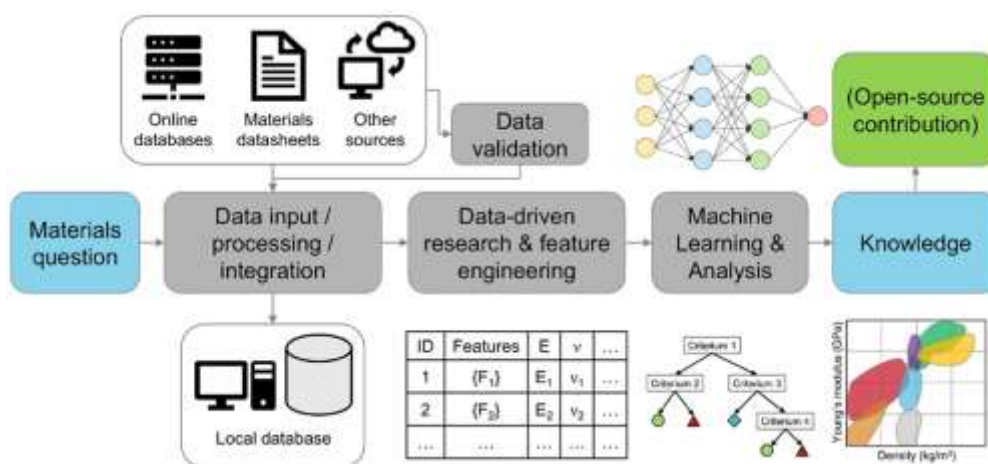 Online
databases
Materials
datasheets
Other
sources
Data
validation
(Open-source
contribution)
Materials
question
Data input /
processing /
integration
Data-driven
research & feature
engineering
Machine
Learning &
Analysis
Knowledge
Local database
ID Features E ν ...
1 {F1} E1 ν1 ...
2 {F2} E2 ν2 ...
... ... ... ... ...
Criterium 1
Criterium 2 Criterium 3
Criterium 4
Young's modulus (GPa)
Density (kg/m³)